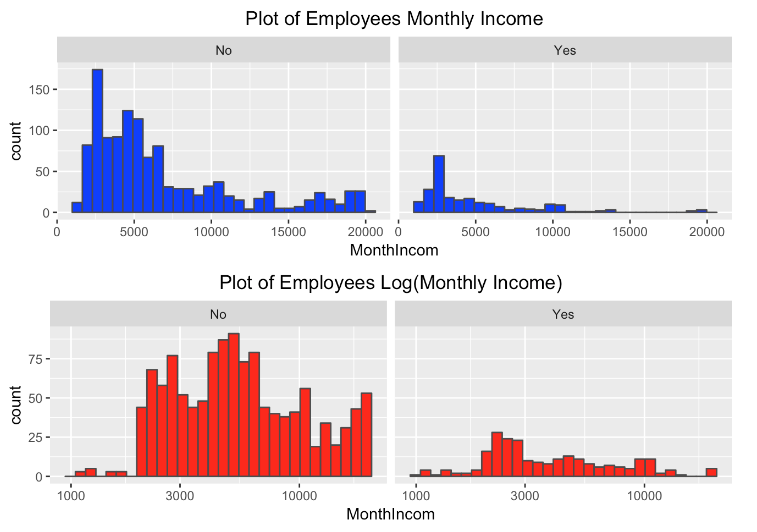 Plot of Employees Monthly Income
No Yes
150
100
50
0
count
0 5000 10000 15000 20000 0 5000 10000 15000 20000
MonthIncom
Plot of Employees Log(Monthly Income)
No Yes
75
50
25
0
count
1000 3000 10000 1000 3000 10000
MonthIncom